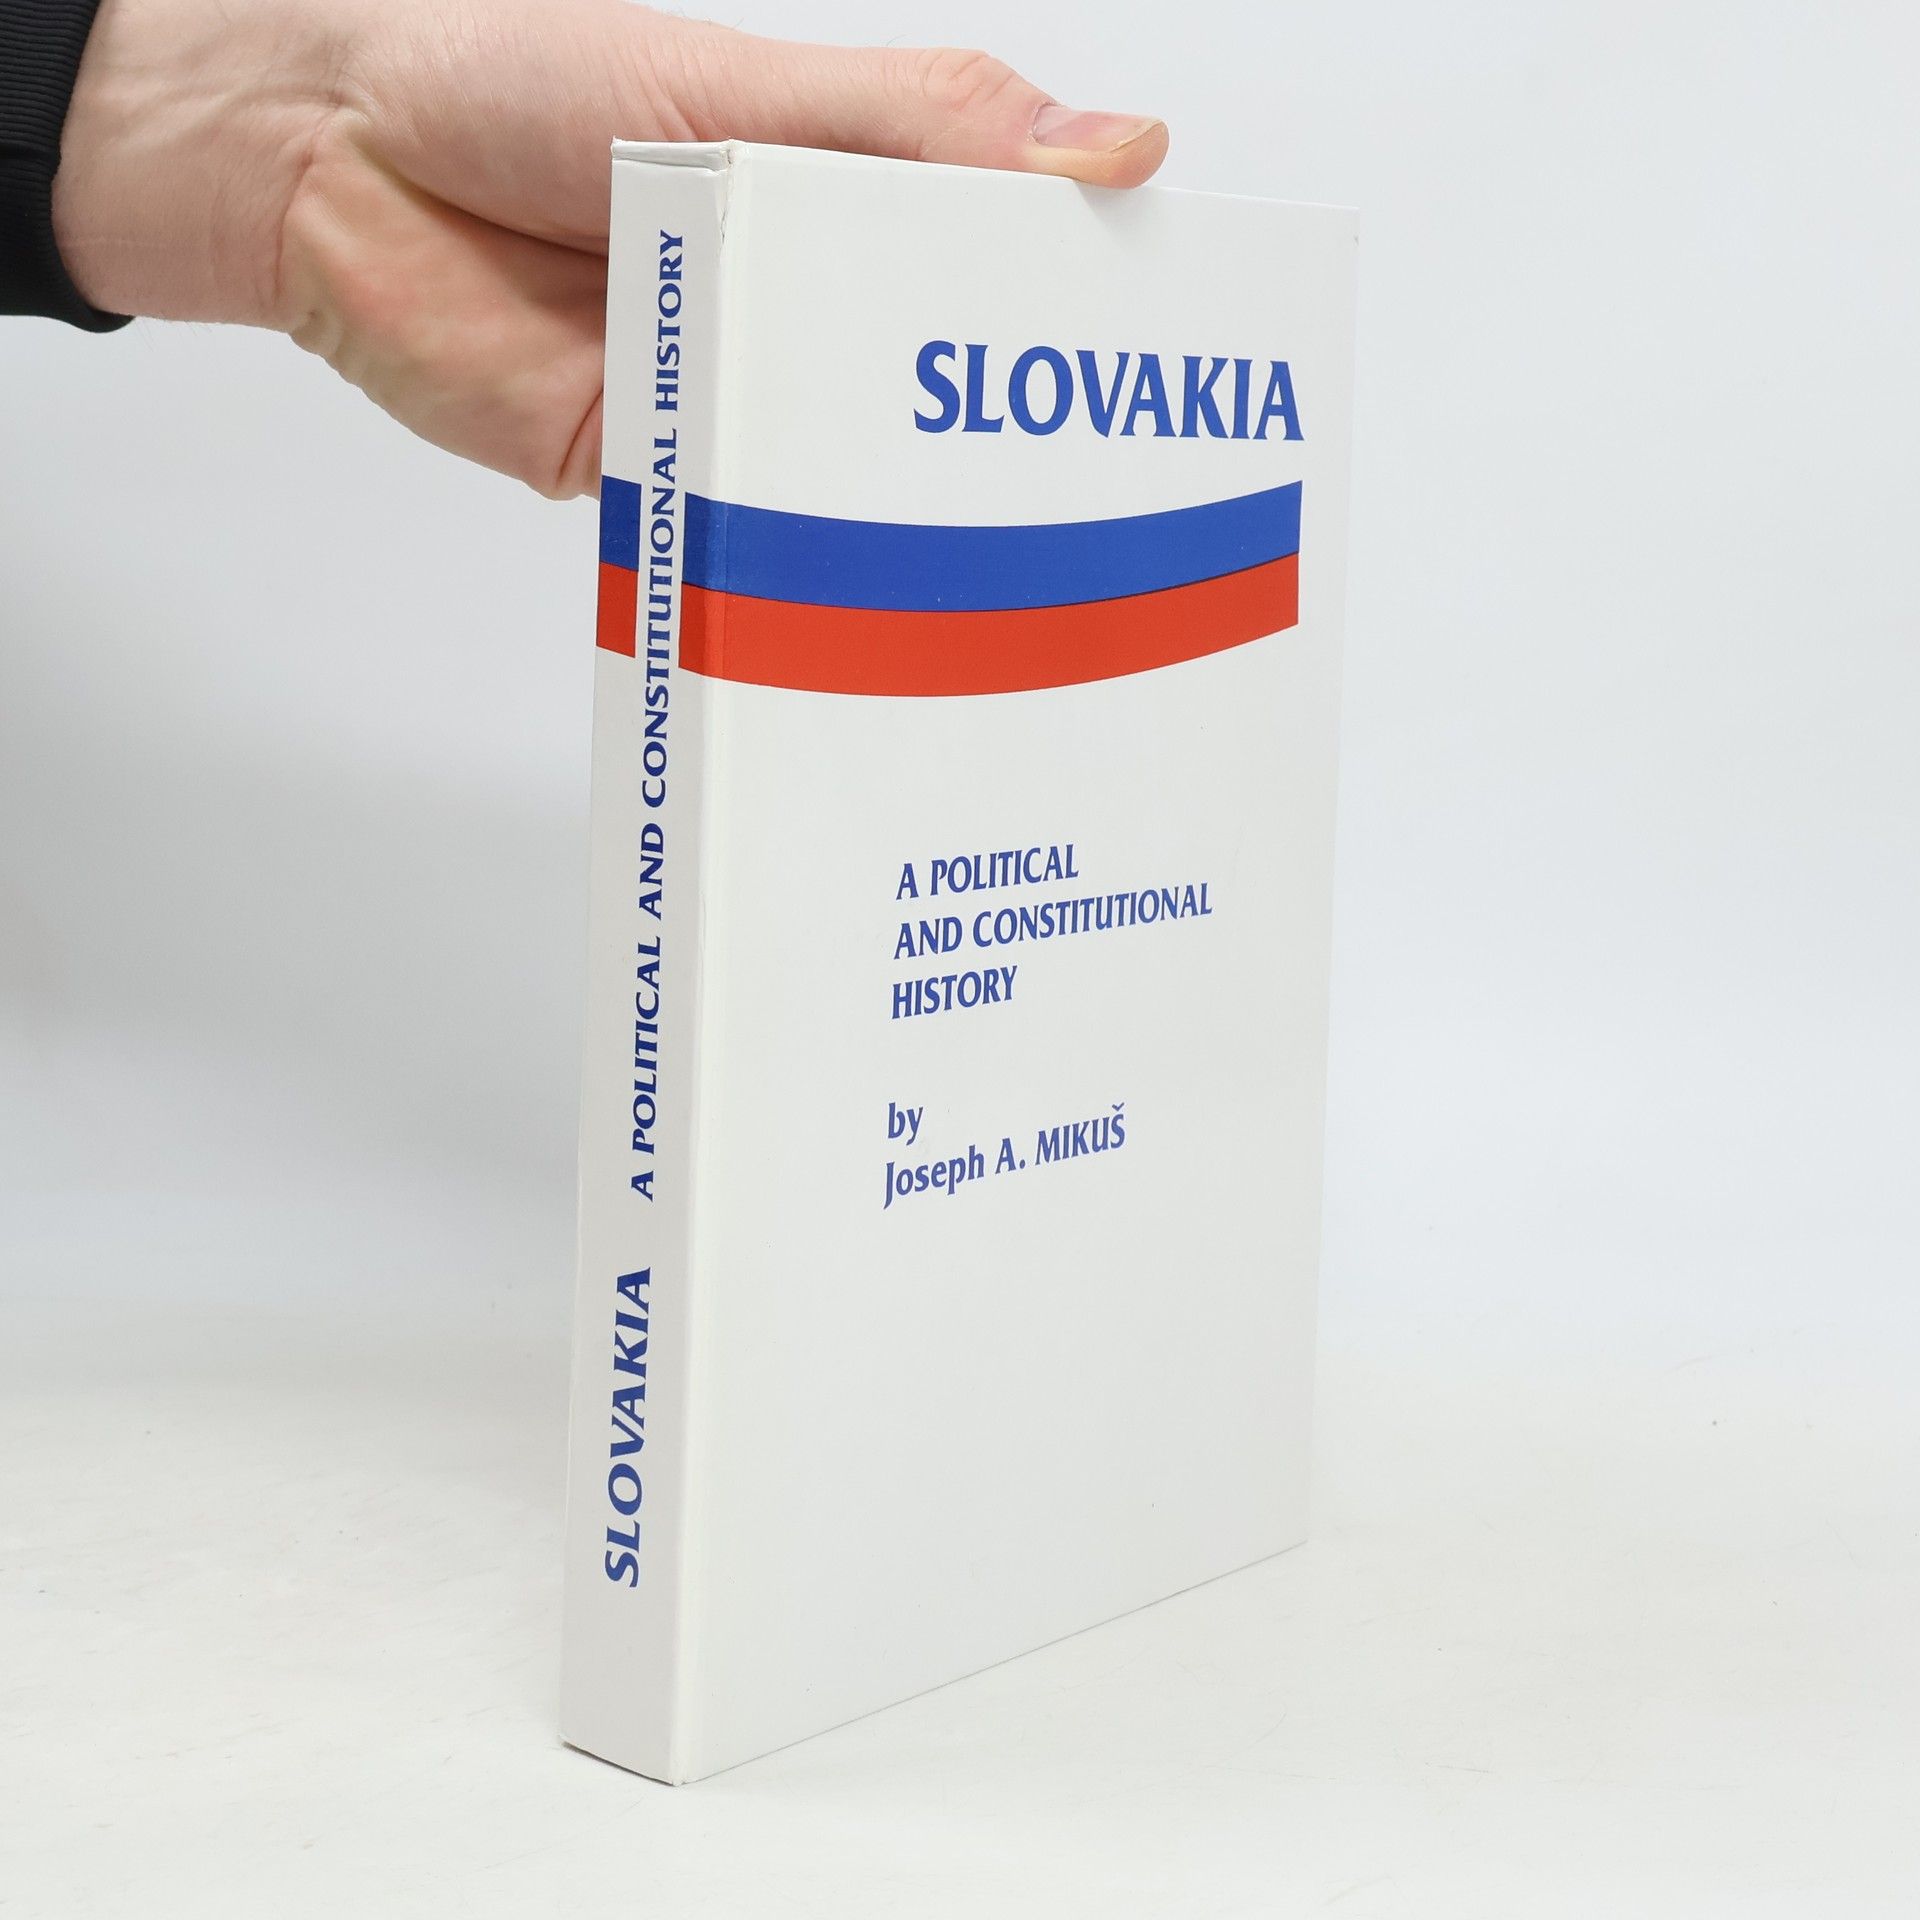 SLOVAKIA
A POLITICAL
AND CONSTITUTIONAL
HISTORY
by
Joseph A. MIKUŠ
SLOVAKIA A POLITICAL AND CONSTITUTIONAL HISTORY